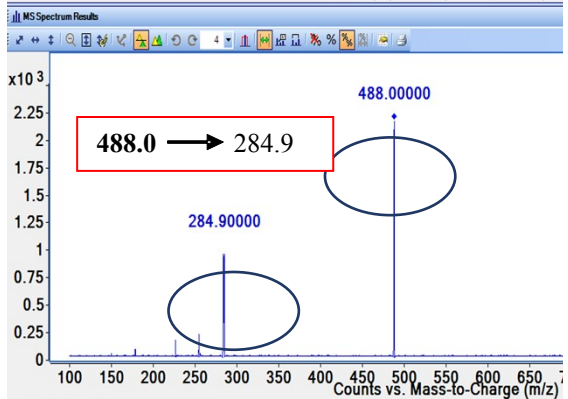 MS Spectrum Results
4
%
x10 3
488.00000
2.25
2
1.75
1.5
1.25
1
0.75
0.5
0.25
0
488.0 → 284.9
284.90000
100 150 200 250 300 350 400 450 500 550 600 650 7
Counts vs. Mass-to-Charge (m/z)